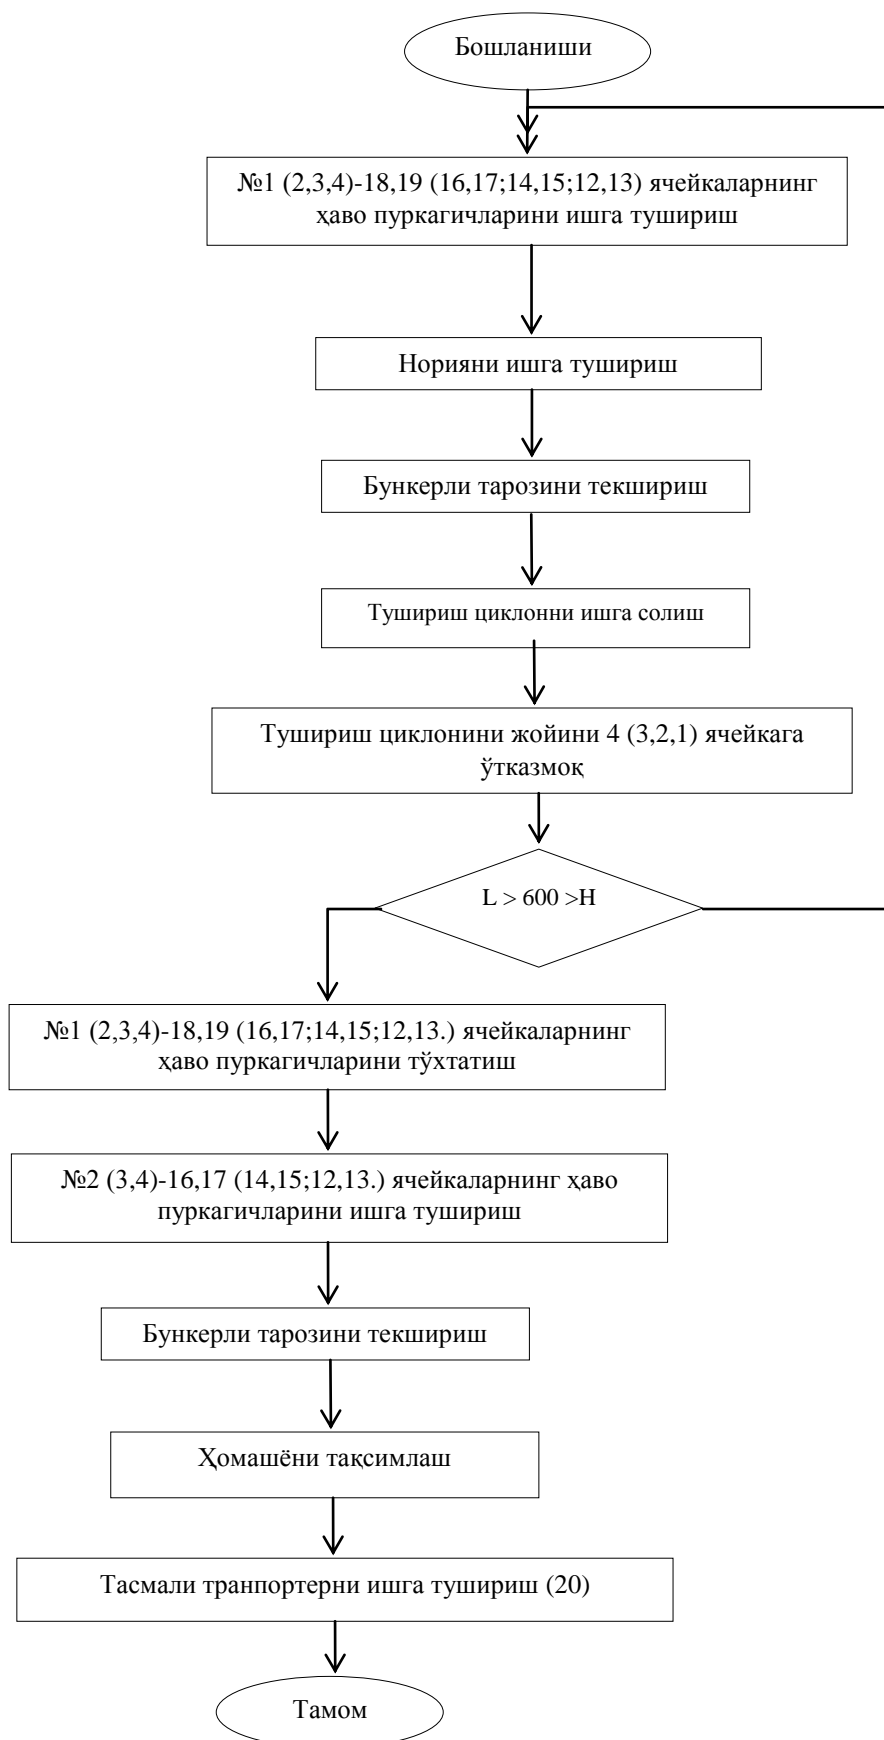 Бошланиши
№1 (2,3,4)-18,19 (16,17;14,15;12,13) ячейкаларнинг
ҳаво пуркагичларини ишга тушириш
Норияни ишга тушириш
Бункерли тарозини текшириш
Тушириш циклонни ишга солиш
Тушириш циклонини жойини 4 (3,2,1) ячейкага
ўтказмоқ
L > 600 >H
№1 (2,3,4)-18,19 (16,17;14,15;12,13.) ячейкаларнинг
ҳаво пуркагичларини тўхтатиш
№2 (3,4)-16,17 (14,15;12,13.) ячейкаларнинг ҳаво
пуркагичларини ишга тушириш
Бункерли тарозини текшириш
Ҳомашёни тақсимлаш
Тасмали транпортерни ишга тушириш (20)
Тамом